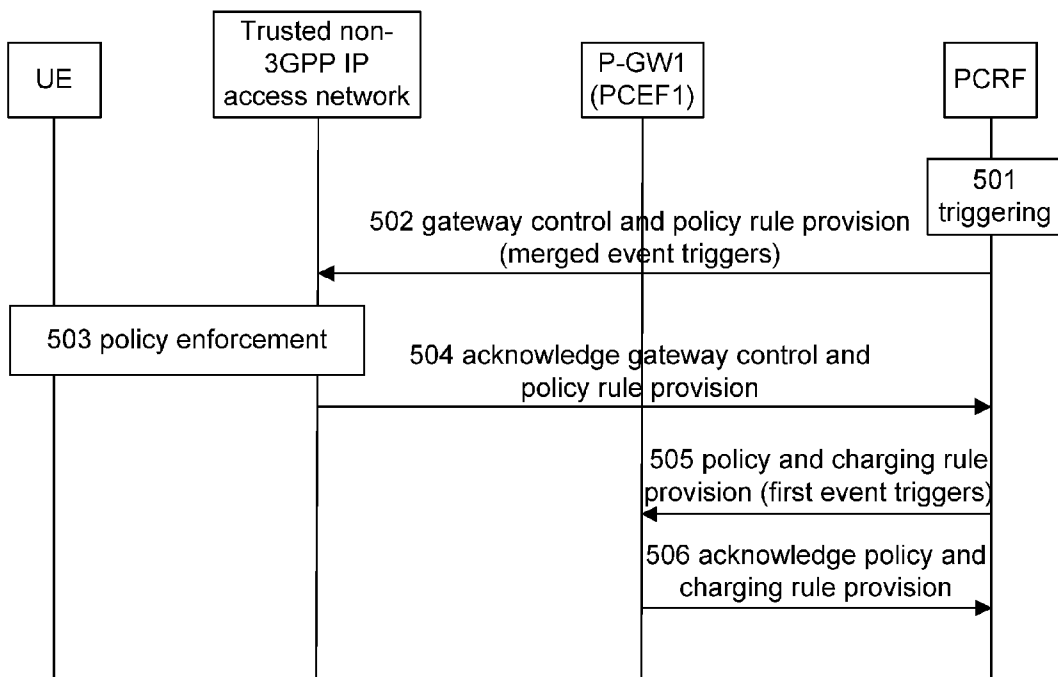 UE
Trusted non-
3GPP IP
access network
P-GW1
(PCEF1)
PCRF
501
triggering
502 gateway control and policy rule provision
(merged event triggers)
503 policy enforcement
504 acknowledge gateway control and
policy rule provision
505 policy and charging rule
provision (first event triggers)
506 acknowledge policy and
charging rule provision